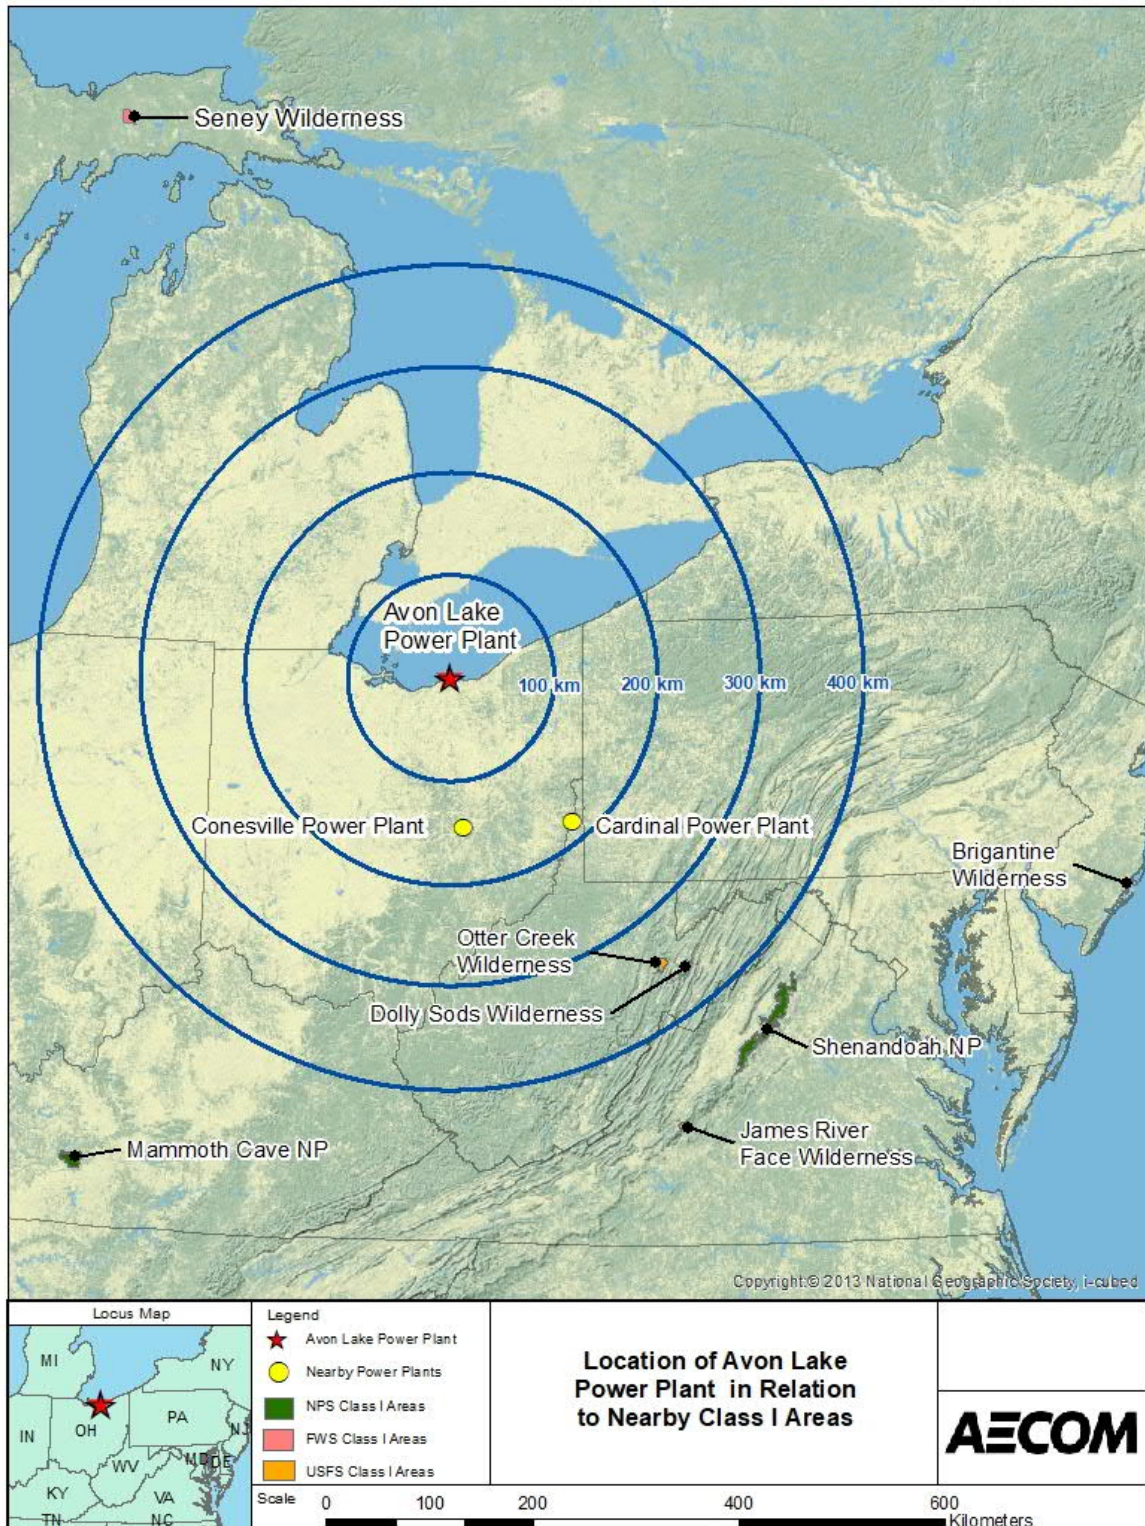 Seney Wilderness
Avon Lake
Power Plant
100 km
200 km
300 km
400 km
Conesville Power Plant
Cardinal Power Plant
Brigantine
Wilderness
Otter Creek
Wilderness
Dolly Sods Wilderness
Shenandoah NP
Mammoth Cave NP
James River
Face Wilderness
Copyright:© 2013 National Geographic Society, i-cubed
Locus Map
MI
NY
IN
OH
PA
NJ
WV
MD
DE
KY
VA
TN
NC
Legend
Avon Lake Power Plant
Nearby Power Plants
NPS Class I Areas
FWS Class I Areas
USFS Class I Areas
Location of Avon Lake
Power Plant in Relation
to Nearby Class I Areas
AECOM
Scale
0 100 200 400 600
Kilometers